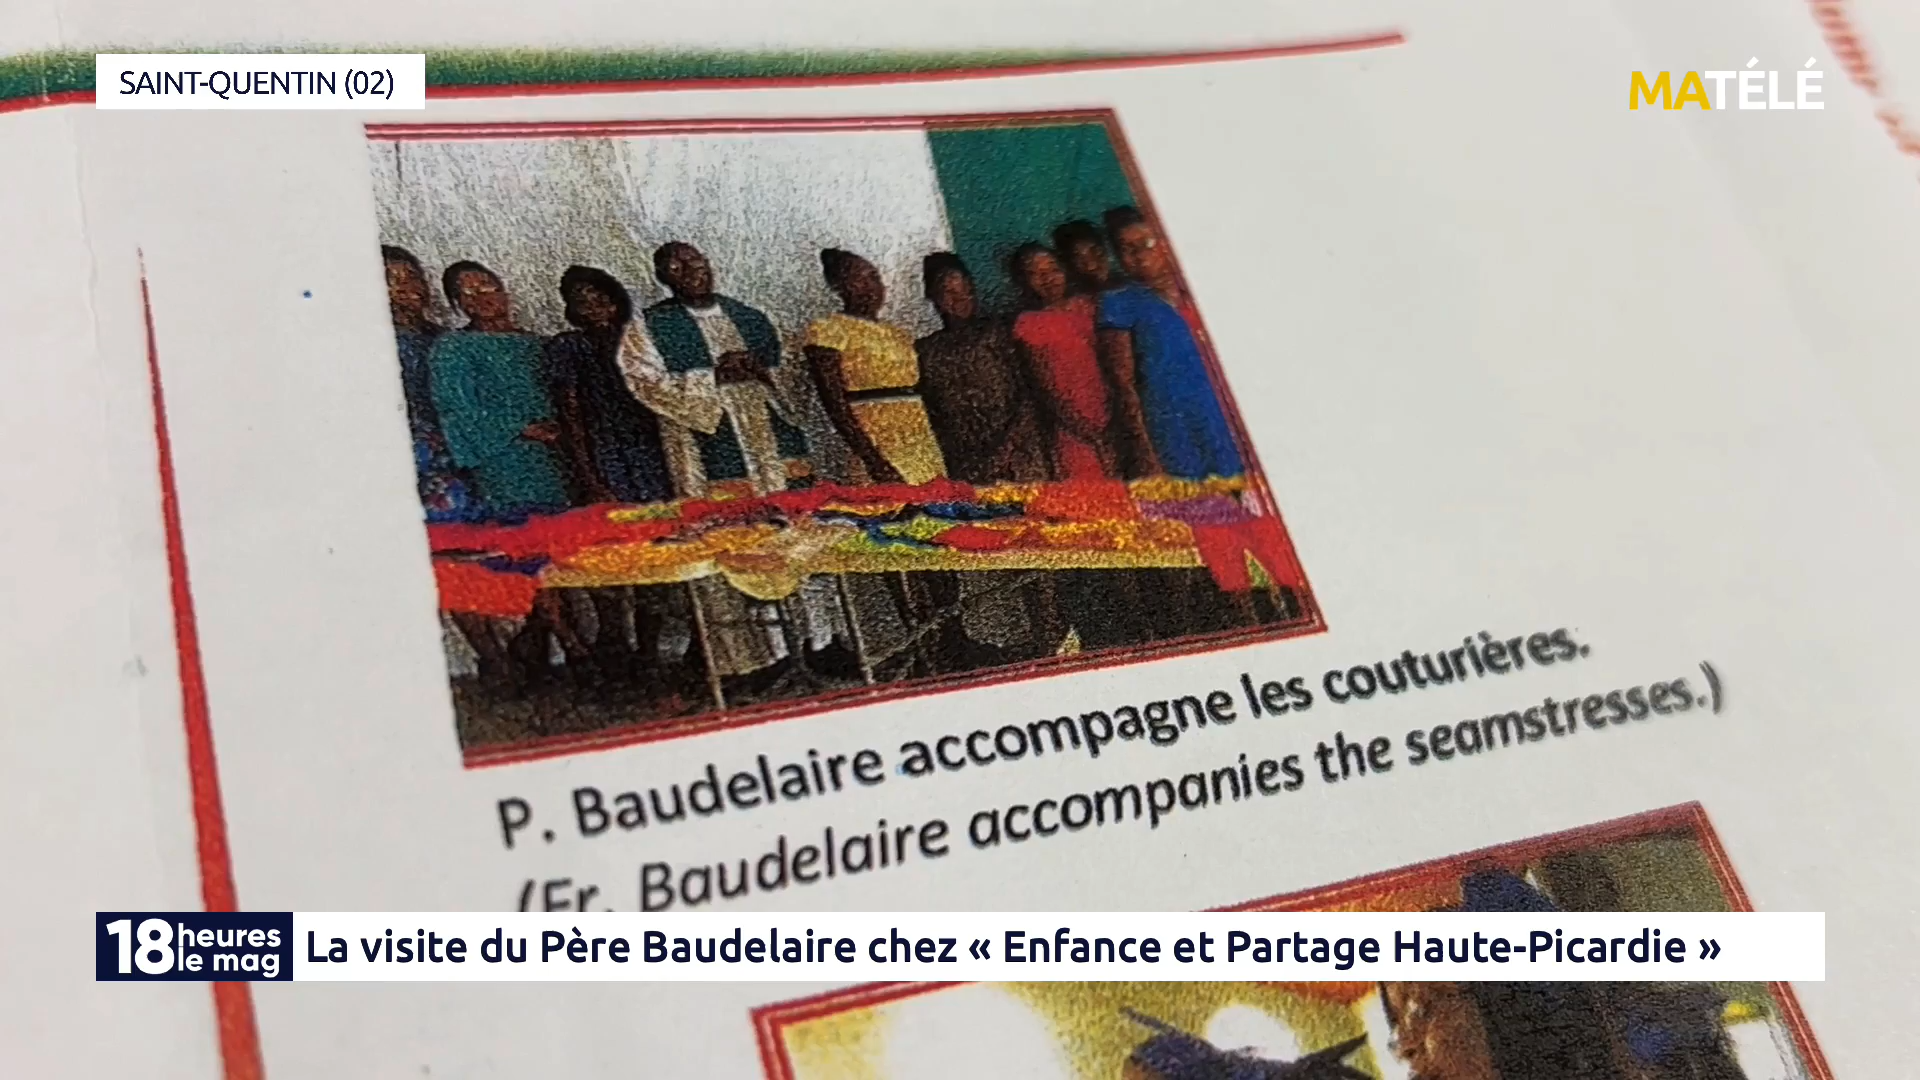 SAINT-QUENTIN (02)
MATÉLÉ
P. Baudelaire accompagne les couturières.
(Fr. Baudelaire accompanies the seamstresses.)
18 heures le mag
La visite du Père Baudelaire chez « Enfance et Partage Haute-Picardie »